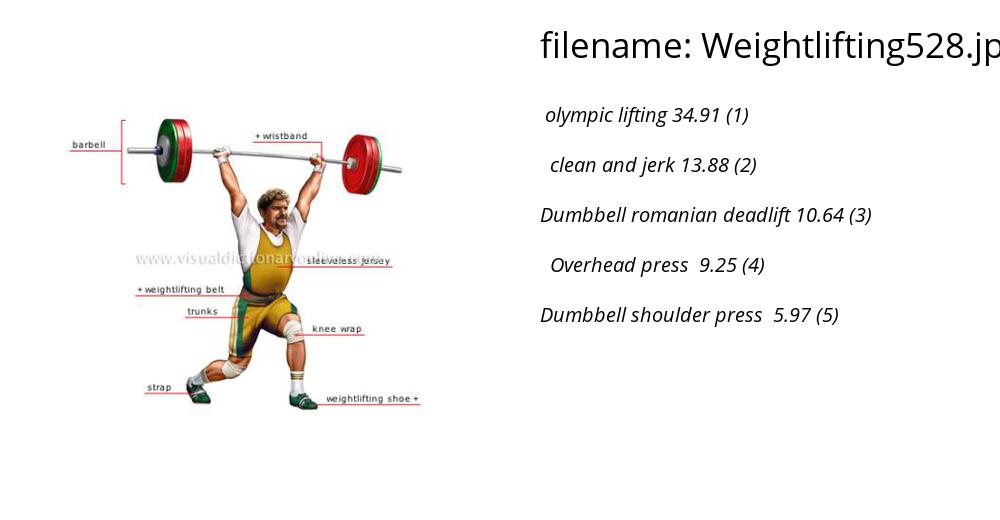 filename: Weightlifting528.jp
olympic lifting 34.91 (1)
clean and jerk 13.88 (2)
Dumbbell romanian deadlift 10.64 (3)
Overhead press  9.25 (4)
Dumbbell shoulder press  5.97 (5)
+ wristband
barbell
www.visualdictionaryonline.com
sleeveless jersey
+ weightlifting belt
trunks
knee wrap
strap
weightlifting shoe +